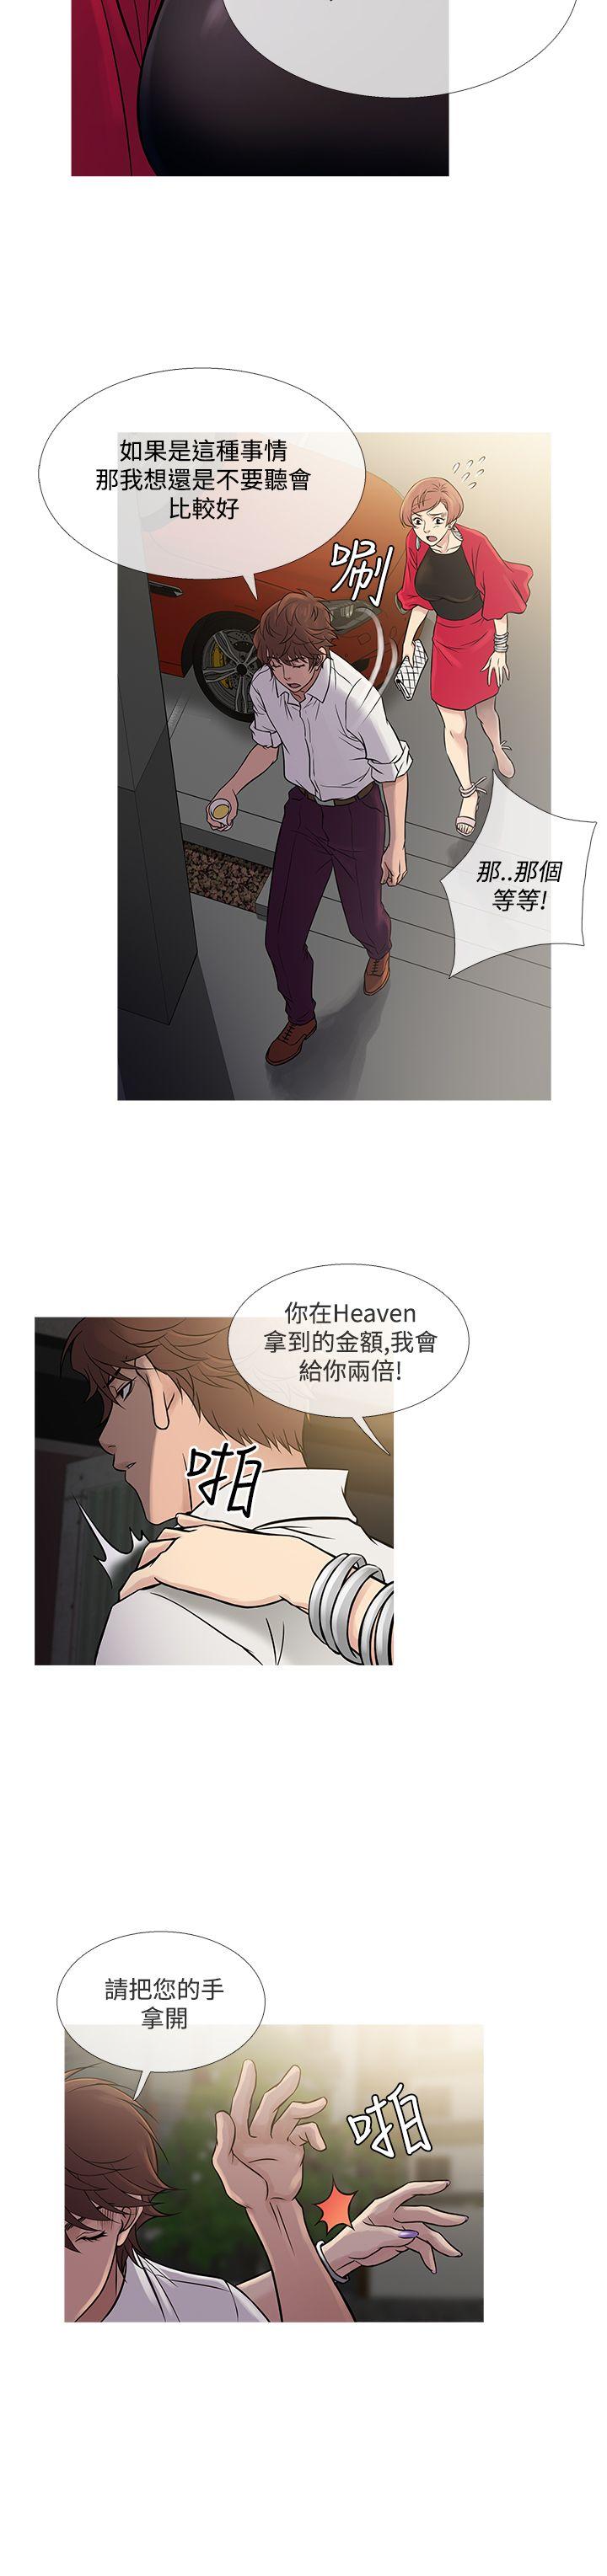 如果是這種事情
那我想還是不要聽會
比較好
唰
那..那個
等等!
你在Heaven
拿到的金額,我會
給你兩倍!
啪
請把您的手
拿開
啪